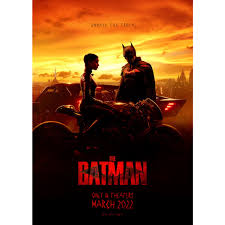 UNMASK THE TRUTH.
THE
BATMAN
ONLY IN THEATERS
MARCH 2022